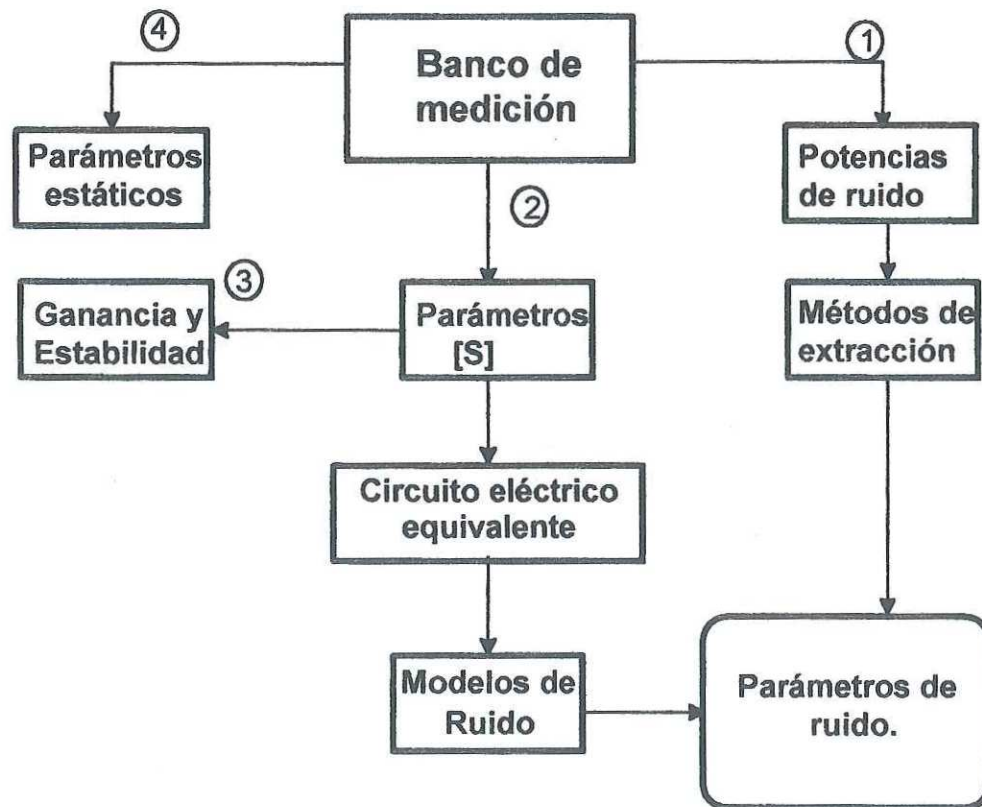 ④
Banco de
medición
①
Parámetros
estáticos
Potencias
de ruido
②
③
Ganancia y
Estabilidad
Parámetros
[S]
Métodos de
extracción
Circuito eléctrico
equivalente
Modelos de
Ruido
Parámetros de
ruido.